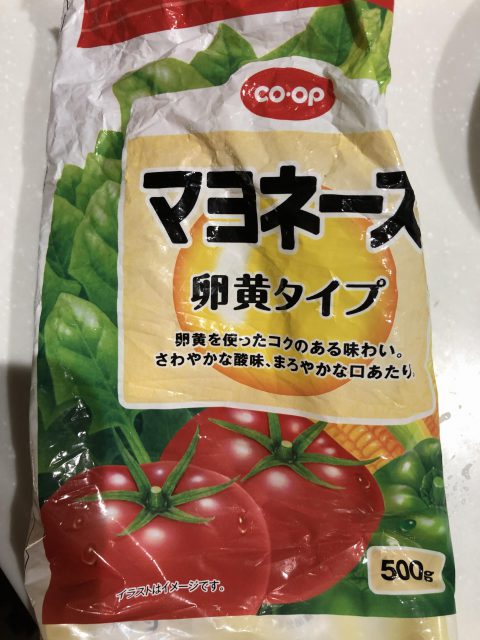 CO·OP
マヨネーズ
卵黄タイプ
卵黄を使ったコクのある味わい。
さわやかな酸味、まろやかな口あたり。
イラストはイメージです。
500g